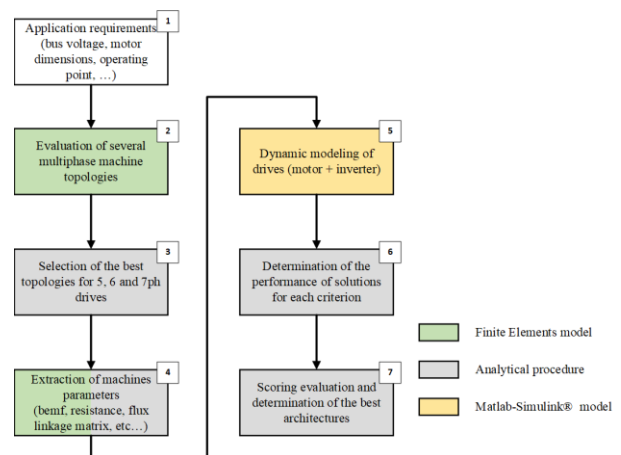 1
Application requirements
(bus voltage, motor
dimensions, operating
point, …)
2
Evaluation of several
multiphase machine
topologies
3
Selection of the best
topologies for 5, 6 and 7ph
drives
4
Extraction of machines
parameters
(bemf, resistance, flux
linkage matrix, etc…)
5
Dynamic modeling of
drives (motor + inverter)
6
Determination of the
performance of solutions
for each criterion
7
Scoring evaluation and
determination of the best
architectures
Finite Elements model
Analytical procedure
Matlab-Simulink® model